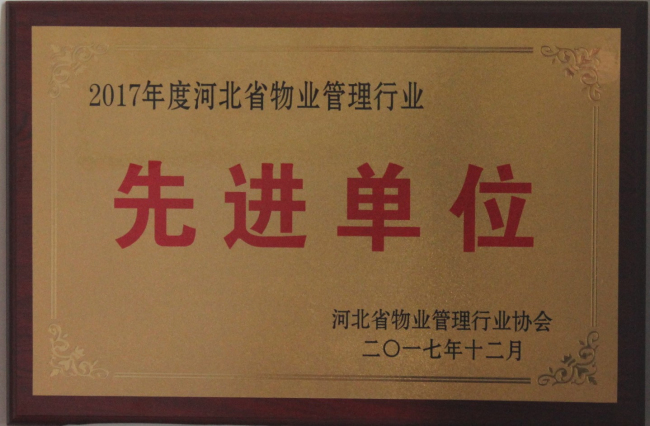 2017年度河北省物业管理行业
先进单位
河北省物业管理行业协会
二〇一七年十二月